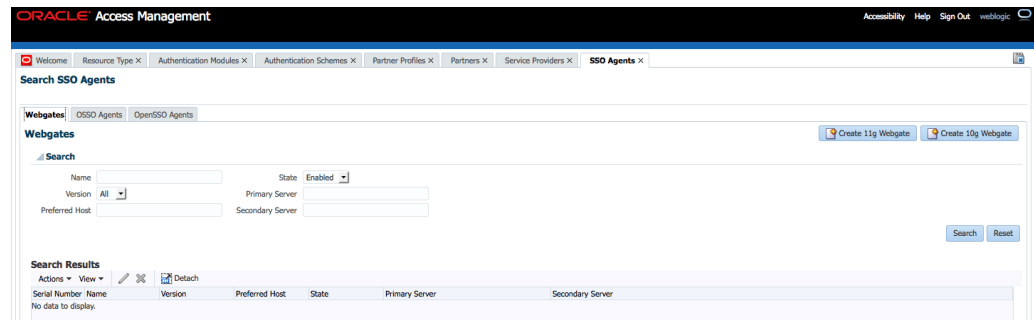 ORACLE® Access Management
Accessibility Help Sign Out weblogic
Welcome Resource Type × Authentication Modules × Authentication Schemes × Partner Profiles × Partners × Service Providers × SSO Agents ×
Search SSO Agents
Webgates OSSO Agents OpenSSO Agents
Webgates
Create 11g Webgate Create 10g Webgate
Search
Name State Enabled
Version All Primary Server
Preferred Host Secondary Server
Search Reset
Search Results
Actions View Detach
Serial Number Name Version Preferred Host State Primary Server Secondary Server
No data to display.